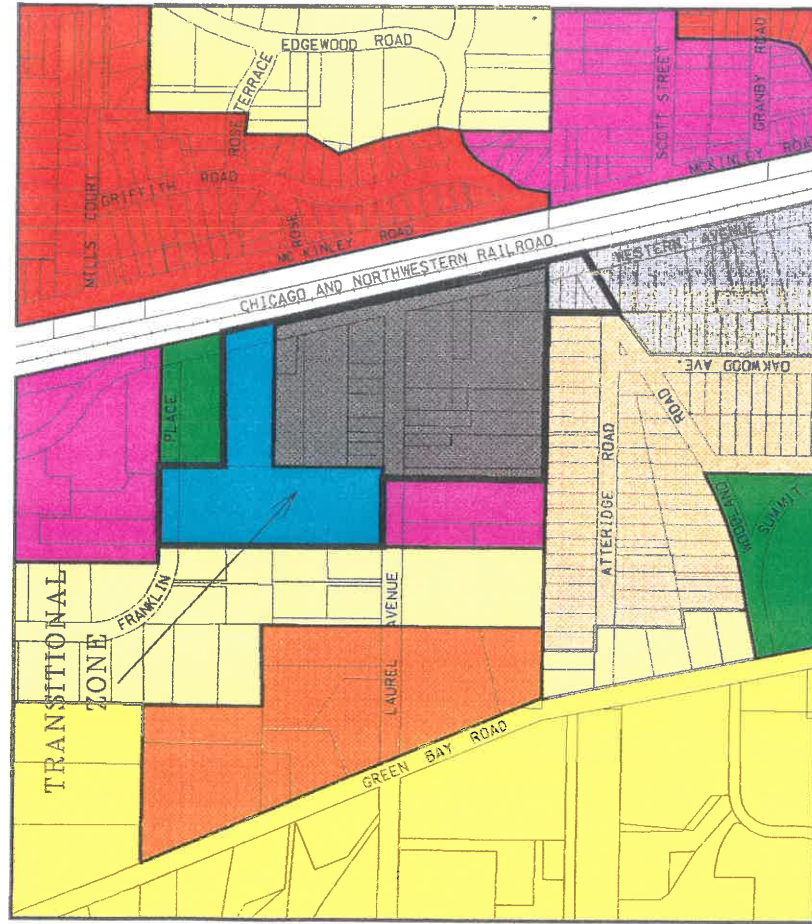 EDGEWOOD ROAD
ROSE TERRACE
SCOTT STREET
GRANBY ROAD
MILLS COURT
GRIFFITH ROAD
MC KINLEY ROAD
ROSE
MC KINLEY ROAD
CHICAGO AND NORTHWESTERN RAILROAD
WESTERN AVENUE
OAKWOOD AVE.
PLACE
ROAD
ATTERIDGE ROAD
WOODLAND
SUMMIT
FRANKLIN
TRANSITIONAL
ZONE
LAUREL AVENUE
GREEN BAY ROAD